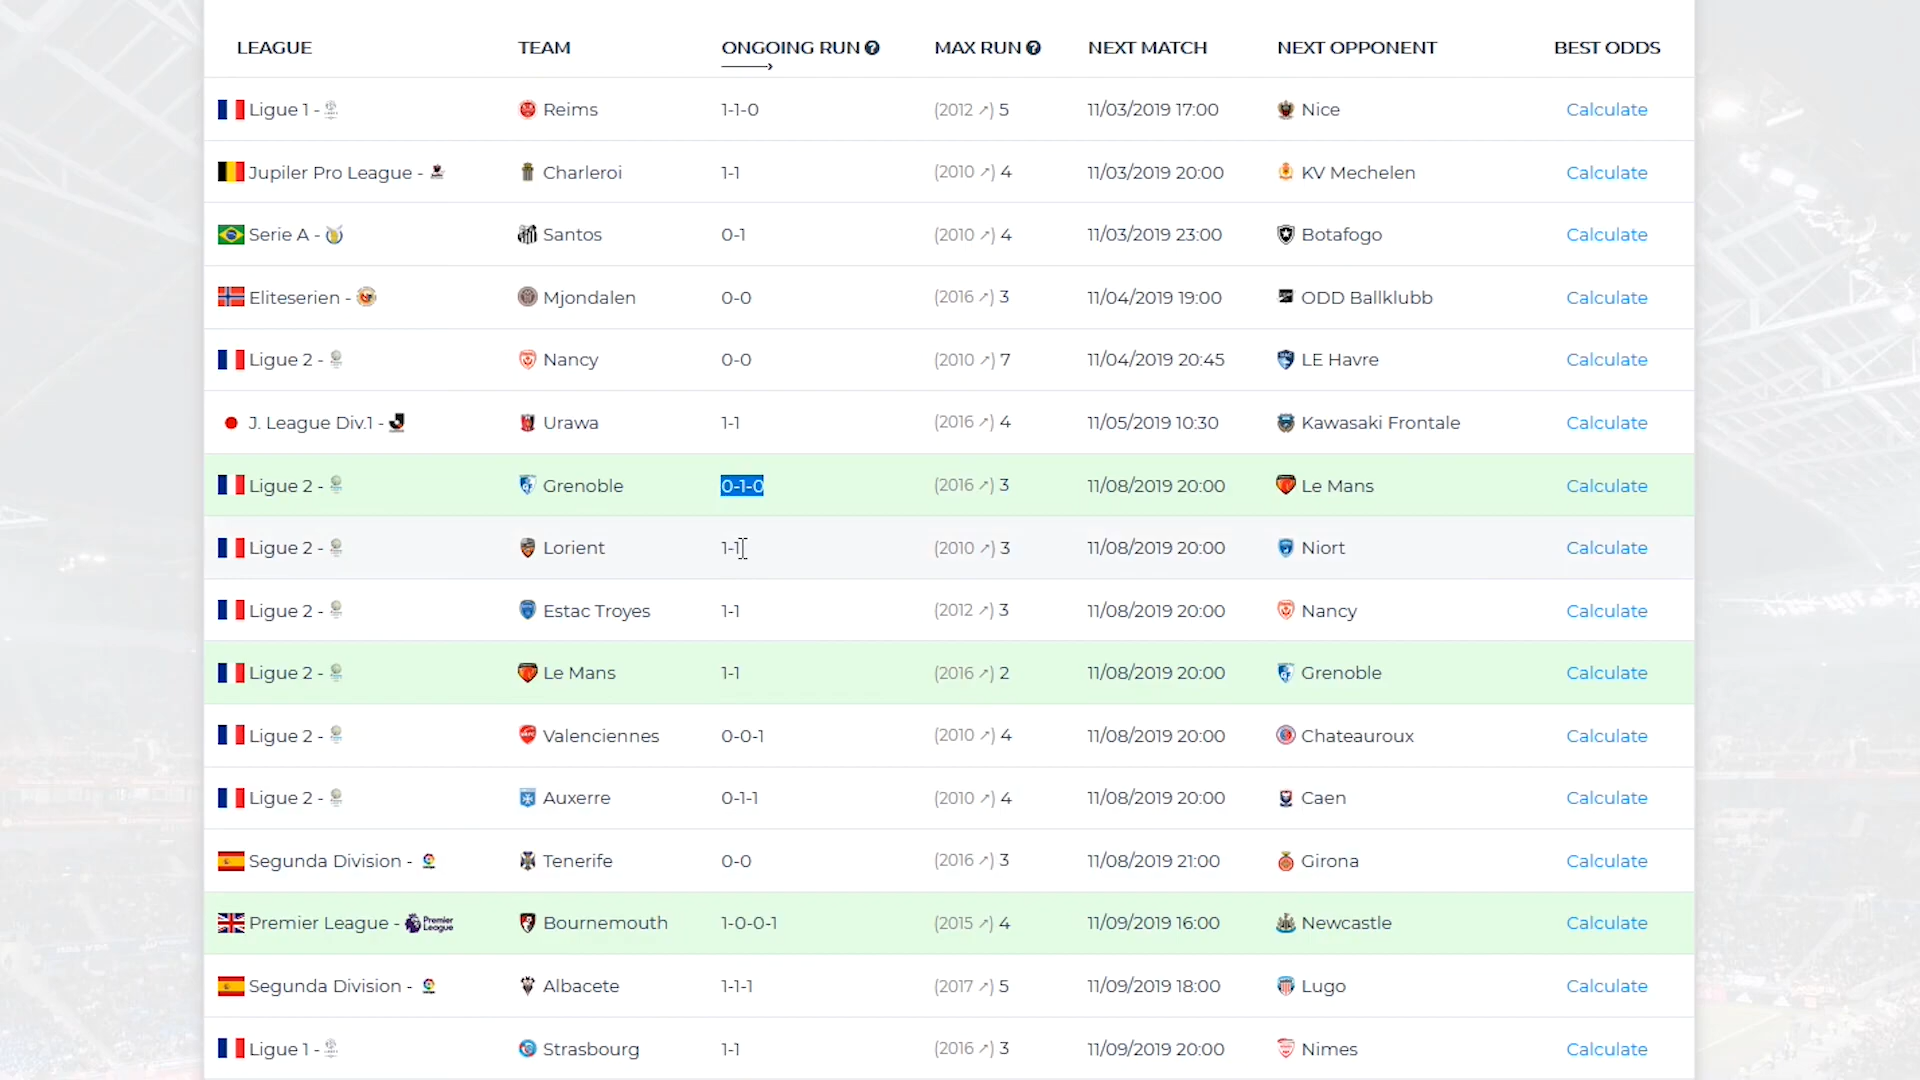 LEAGUE TEAM ONGOING RUN ? MAX RUN ? NEXT MATCH NEXT OPPONENT BEST ODDS
Ligue 1 - Reims 1-1-0 (2012 ↗) 5 11/03/2019 17:00 Nice Calculate
Jupiler Pro League - Charleroi 1-1 (2010 ↗) 4 11/03/2019 20:00 KV Mechelen Calculate
Serie A - Santos 0-1 (2010 ↗) 4 11/03/2019 23:00 Botafogo Calculate
Eliteserien - Mjondalen 0-0 (2016 ↗) 3 11/04/2019 19:00 ODD Ballklubb Calculate
Ligue 2 - Nancy 0-0 (2010 ↗) 7 11/04/2019 20:45 LE Havre Calculate
J. League Div.1 - Urawa 1-1 (2016 ↗) 4 11/05/2019 10:30 Kawasaki Frontale Calculate
Ligue 2 - Grenoble 0-1-0 (2016 ↗) 3 11/08/2019 20:00 Le Mans Calculate
Ligue 2 - Lorient 1-1 (2010 ↗) 3 11/08/2019 20:00 Niort Calculate
Ligue 2 - Estac Troyes 1-1 (2012 ↗) 3 11/08/2019 20:00 Nancy Calculate
Ligue 2 - Le Mans 1-1 (2016 ↗) 2 11/08/2019 20:00 Grenoble Calculate
Ligue 2 - Valenciennes 0-0-1 (2010 ↗) 4 11/08/2019 20:00 Chateauroux Calculate
Ligue 2 - Auxerre 0-1-1 (2010 ↗) 4 11/08/2019 20:00 Caen Calculate
Segunda Division - Tenerife 0-0 (2016 ↗) 3 11/08/2019 21:00 Girona Calculate
Premier League - Premier League Bournemouth 1-0-0-1 (2015 ↗) 4 11/09/2019 16:00 Newcastle Calculate
Segunda Division - Albacete 1-1-1 (2017 ↗) 5 11/09/2019 18:00 Lugo Calculate
Ligue 1 - Strasbourg 1-1 (2016 ↗) 3 11/09/2019 20:00 Nimes Calculate